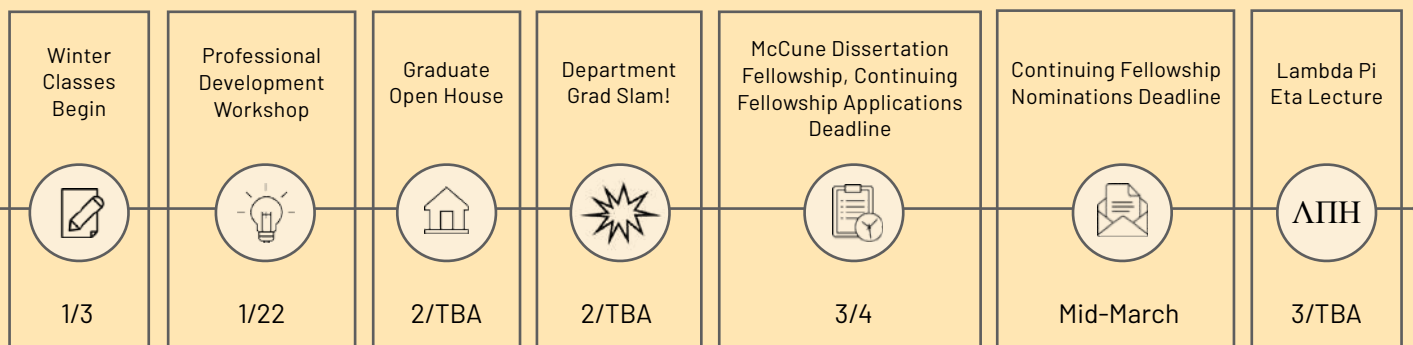 Winter
Classes
Begin
1/3
Professional
Development
Workshop
1/22
Graduate
Open House
2/TBA
Department
Grad Slam!
2/TBA
McCune Dissertation
Fellowship, Continuing
Fellowship Applications
Deadline
3/4
Continuing Fellowship
Nominations Deadline
Mid-March
Lambda Pi
Eta Lecture
ΛΠΗ
3/TBA